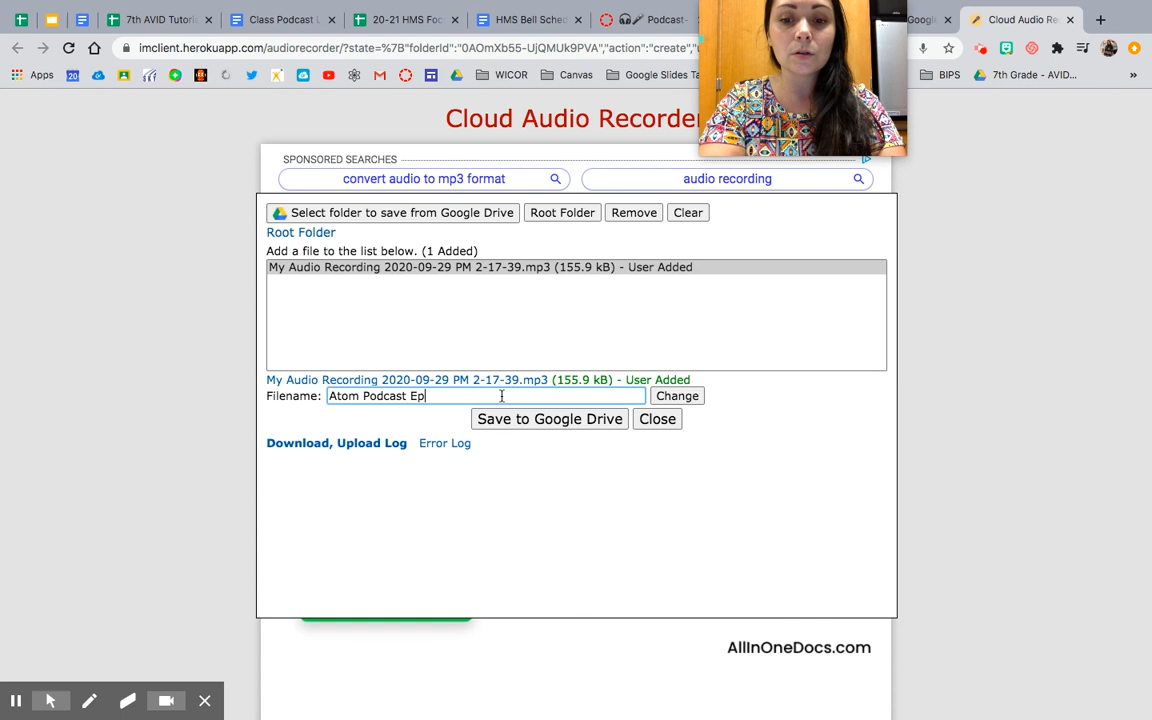 7th AVID Tutoria
Class Podcast L
20-21 HMS Foc
HMS Bell Sched
Podcast-
Google
Cloud Audio Re
imclient.herokuapp.com/audiorecorder/?state=%7B"folderId":"0AOmXb55-UjQMUk9PVA","action":"create","
Apps
20
WICOR
Canvas
Google Slides Ta
BIPS
7th Grade - AVID...
»
Cloud Audio Recorde
SPONSORED SEARCHES
convert audio to mp3 format
audio recording
Select folder to save from Google Drive
Root Folder
Remove
Clear
Root Folder
Add a file to the list below. (1 Added)
My Audio Recording 2020-09-29 PM 2-17-39.mp3 (155.9 kB) - User Added
My Audio Recording 2020-09-29 PM 2-17-39.mp3 (155.9 kB) - User Added
Filename: Atom Podcast Ep
Change
Save to Google Drive
Close
Download, Upload Log
Error Log
AllInOneDocs.com